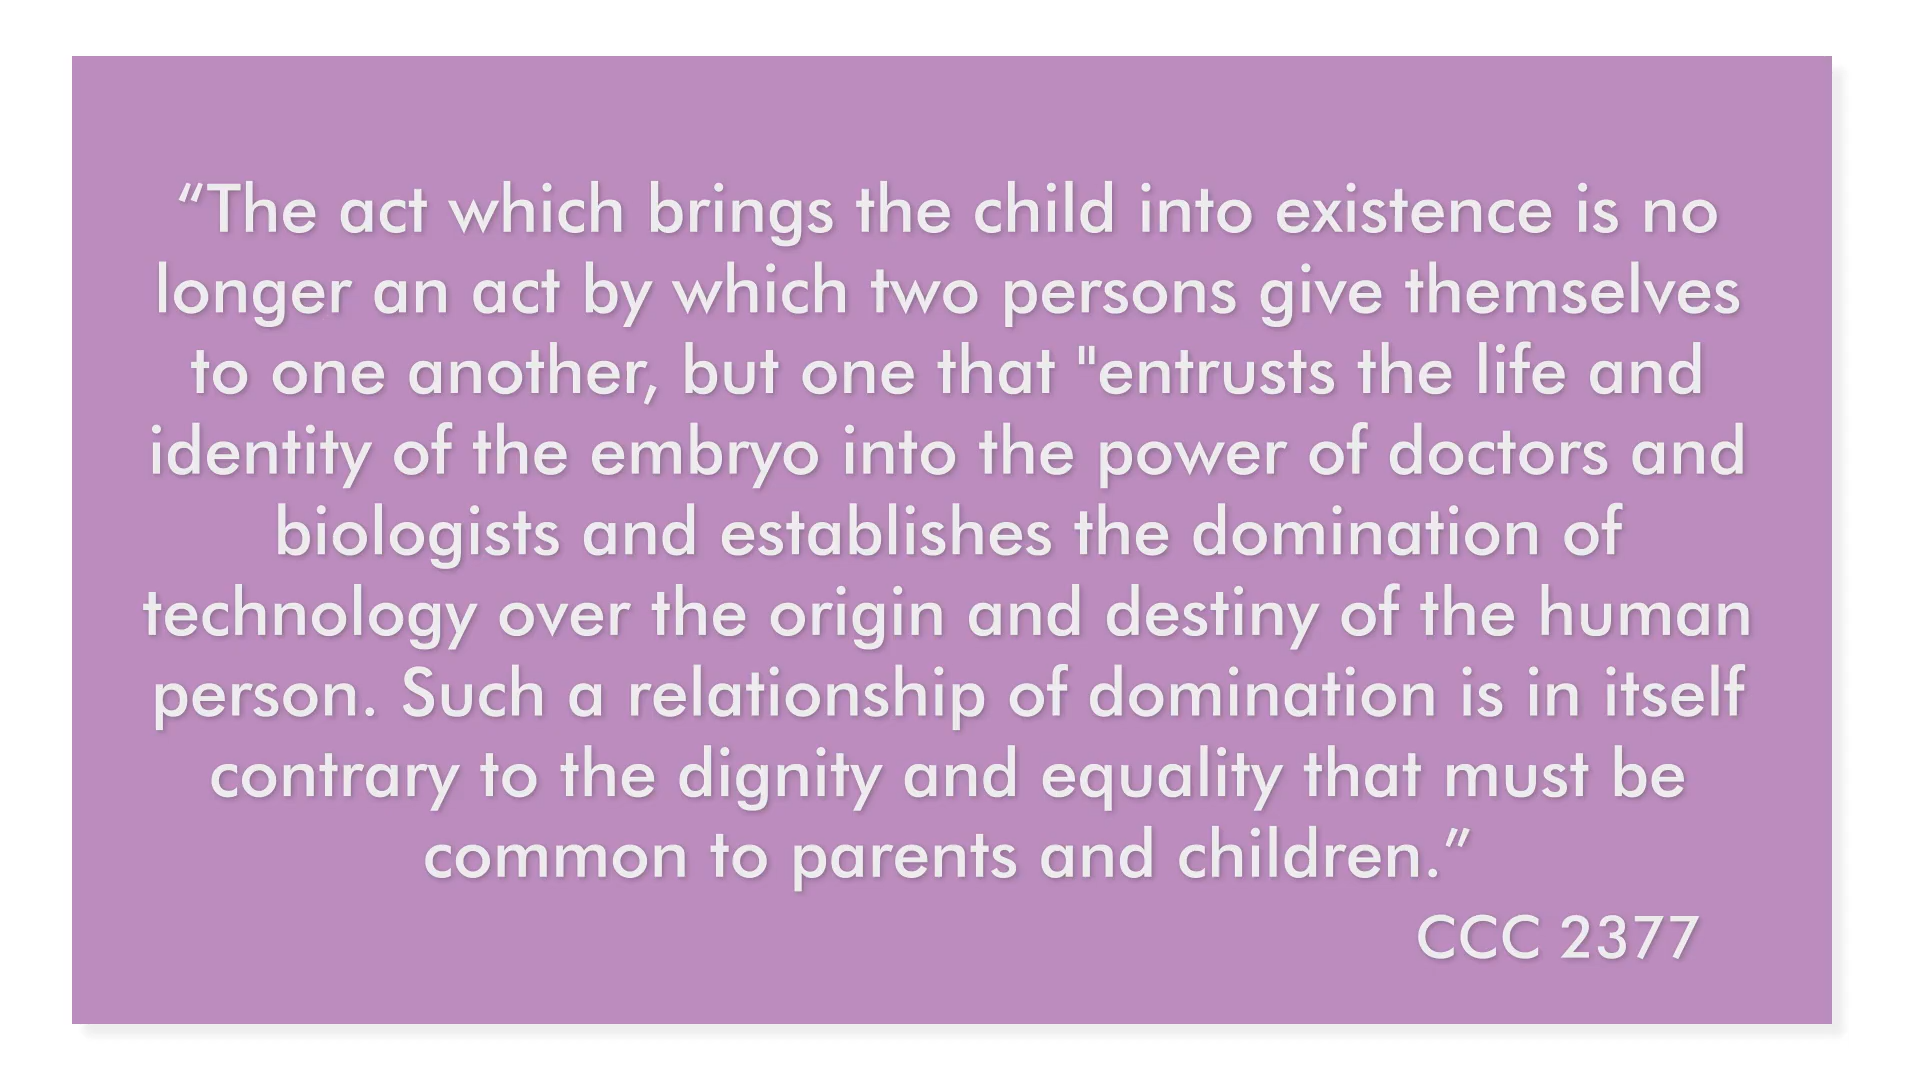 “The act which brings the child into existence is no
longer an act by which two persons give themselves
to one another, but one that "entrusts the life and
identity of the embryo into the power of doctors and
biologists and establishes the domination of
technology over the origin and destiny of the human
person. Such a relationship of domination is in itself
contrary to the dignity and equality that must be
common to parents and children.”
CCC 2377